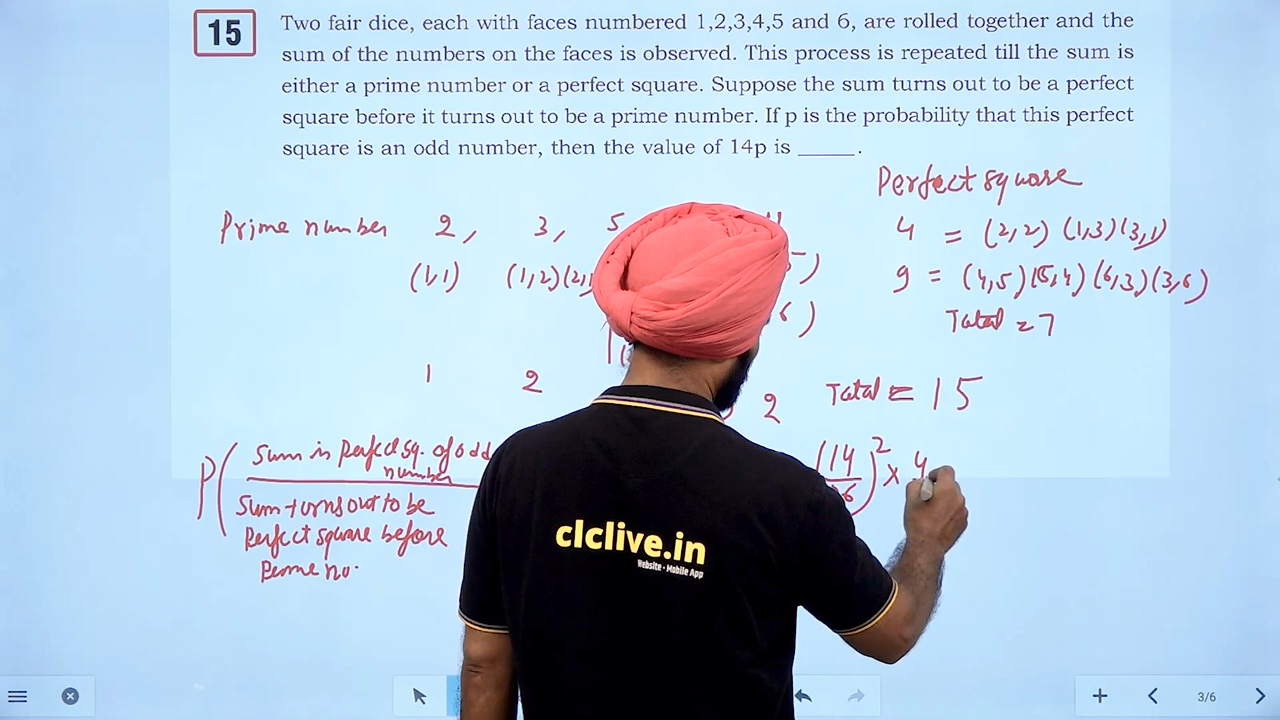 15
Two fair dice, each with faces numbered 1,2,3,4,5 and 6, are rolled together and the
sum of the numbers on the faces is observed. This process is repeated till the sum is
either a prime number or a perfect square. Suppose the sum turns out to be a perfect
square before it turns out to be a prime number. If p is the probability that this perfect
square is an odd number, then the value of 14p is _____.
Perfect square
Prime number 2, 3, 5
4 = (2,2) (1,3) (3,1)
(1,1) (1,2) (2,
9 = (4,5) (5,4) (6,3) (3,6)
Total = 7
1 2 2 Total = 15
P( Sum is perfect sq. of odd
number
Sum turns out to be
Perfect square before
Prime no.
(14
)² × 4
clclive.in
Website • Mobile App
3/6